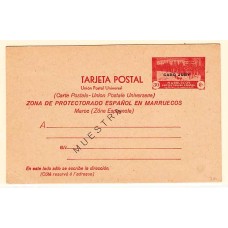 TARJETA POSTAL
Unión Postal Universal
(Carte Postale-Union Postale Universelle)
ZONA DE PROTECTORADO ESPAÑOL EN MARRUECOS
Maroc (Zône Espagnole)
A
MUESTRA
En este lado sólo se escribe la dirección.
(Côté reservé à l'adresse)